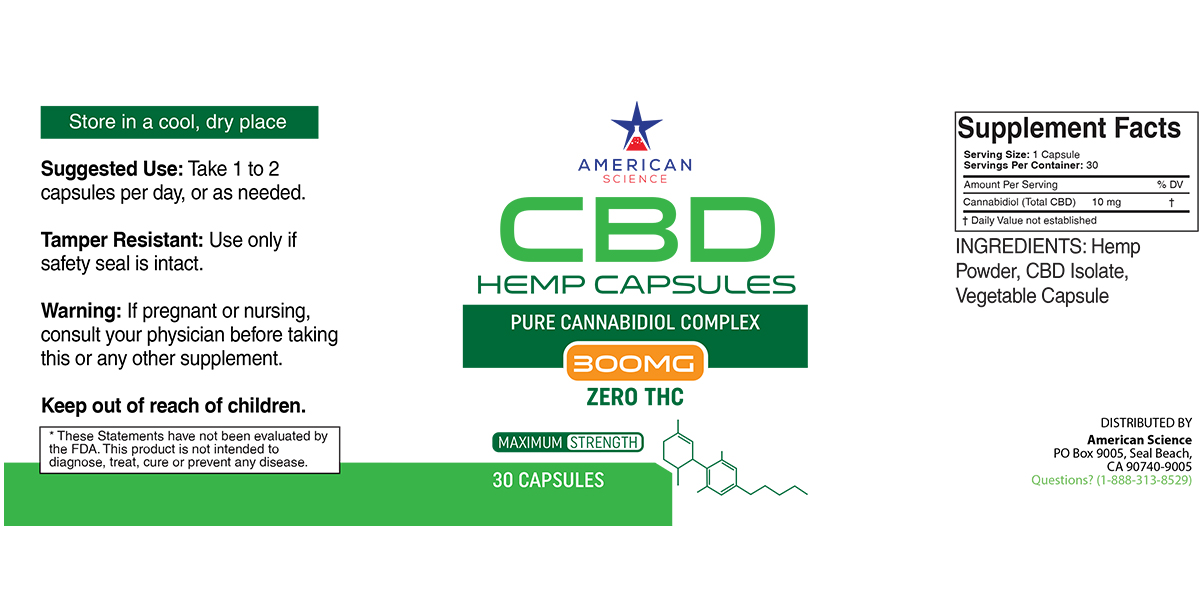 Store in a cool, dry place
Suggested Use: Take 1 to 2
capsules per day, or as needed.
Tamper Resistant: Use only if
safety seal is intact.
Warning: If pregnant or nursing,
consult your physician before taking
this or any other supplement.
Keep out of reach of children.
* These Statements have not been evaluated by
the FDA. This product is not intended to
diagnose, treat, cure or prevent any disease.
AMERICAN
SCIENCE
CBD
HEMP CAPSULES
PURE CANNABIDIOL COMPLEX
300MG
ZERO THC
MAXIMUM STRENGTH
30 CAPSULES
Supplement Facts
Serving Size: 1 Capsule
Servings Per Container: 30
Amount Per Serving % DV
Cannabidiol (Total CBD) 10 mg †
† Daily Value not established
INGREDIENTS: Hemp
Powder, CBD Isolate,
Vegetable Capsule
DISTRIBUTED BY
American Science
PO Box 9005, Seal Beach,
CA 90740-9005
Questions? (1-888-313-8529)